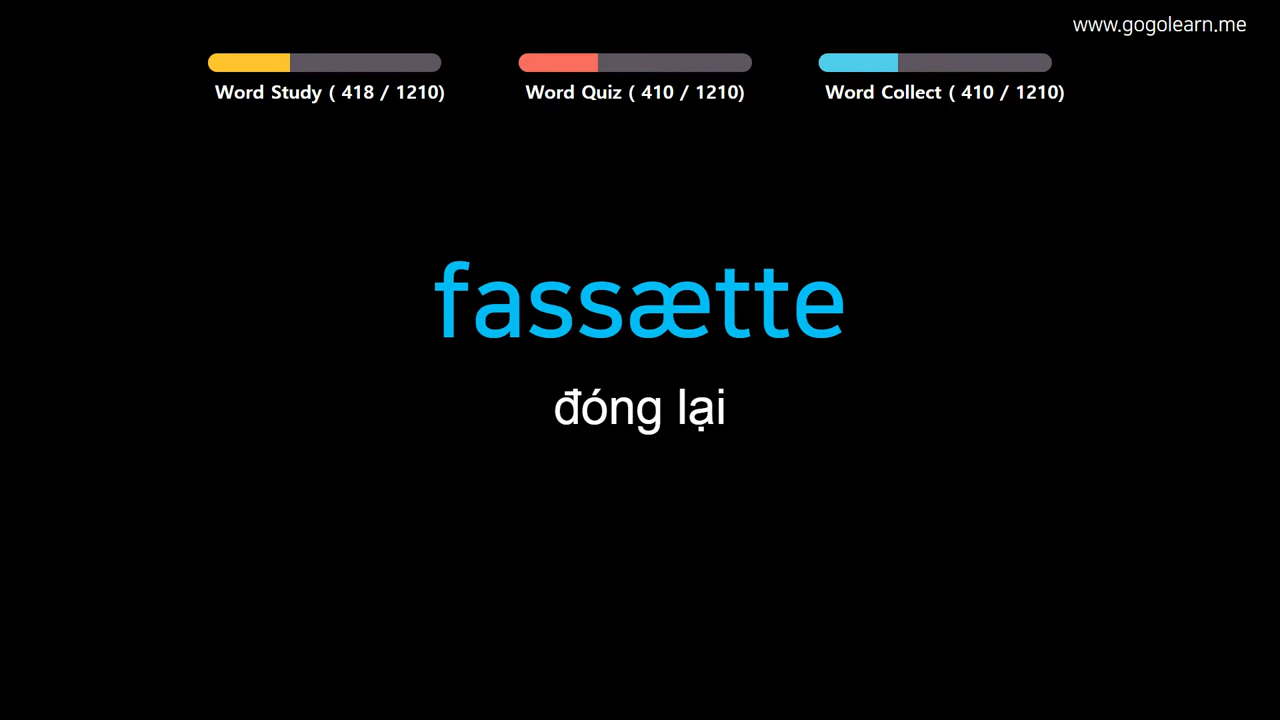 www.gogolearn.me
Word Study ( 418 / 1210)
Word Quiz ( 410 / 1210)
Word Collect ( 410 / 1210)
fassætte
đóng lại